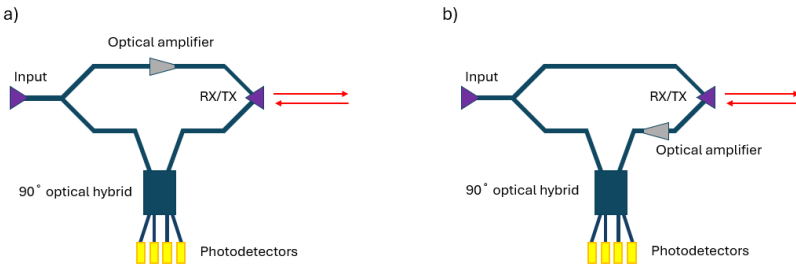 a)
Optical amplifier
Input
RX/TX
90° optical hybrid
Photodetectors
b)
Input
RX/TX
Optical amplifier
90° optical hybrid
Photodetectors